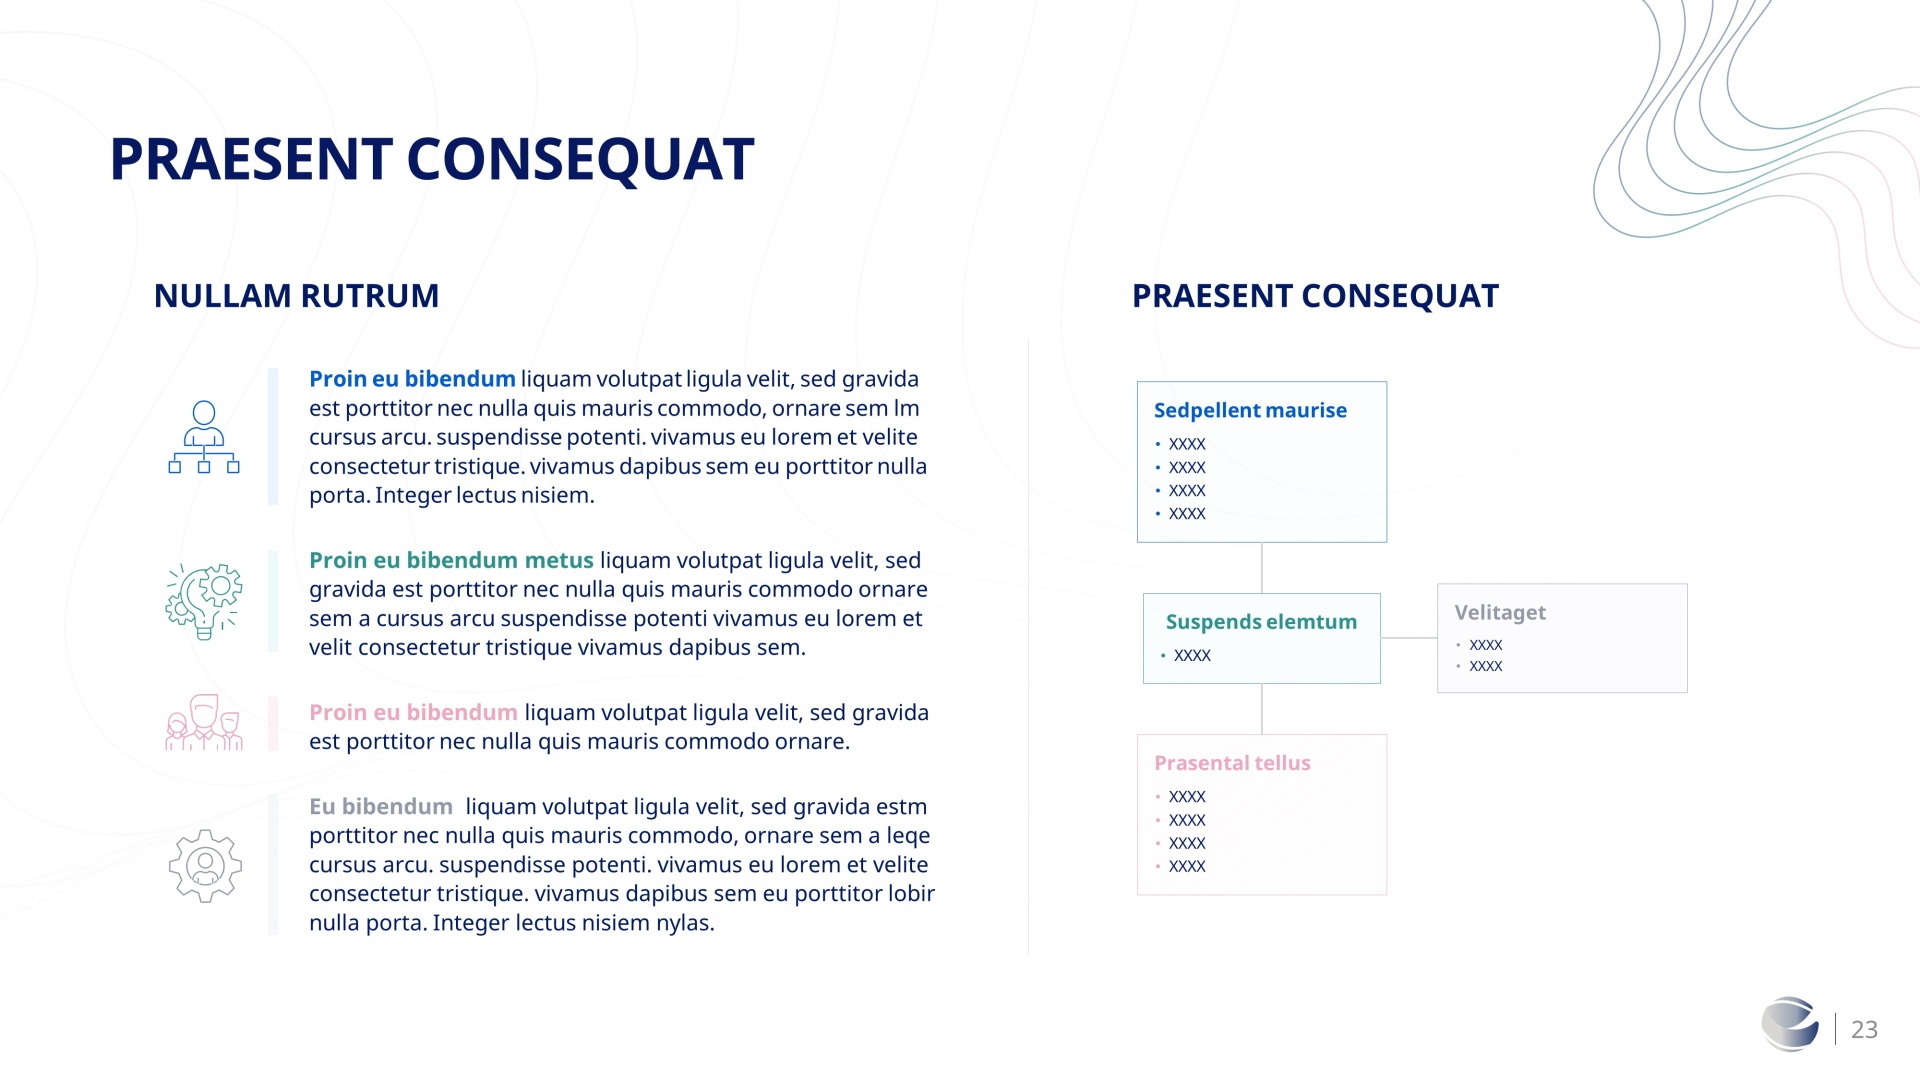 PRAESENT CONSEQUAT
NULLAM RUTRUM
Proin eu bibendum liquam volutpat ligula velit, sed gravida
est porttitor nec nulla quis mauris commodo, ornare sem lm
cursus arcu. suspendisse potenti. vivamus eu lorem et velite
consectetur tristique. vivamus dapibus sem eu porttitor nulla
porta. Integer lectus nisiem.
Proin eu bibendum metus liquam volutpat ligula velit, sed
gravida est porttitor nec nulla quis mauris commodo ornare
sem a cursus arcu suspendisse potenti vivamus eu lorem et
velit consectetur tristique vivamus dapibus sem.
Proin eu bibendum liquam volutpat ligula velit, sed gravida
est porttitor nec nulla quis mauris commodo ornare.
Eu bibendum liquam volutpat ligula velit, sed gravida estm
porttitor nec nulla quis mauris commodo, ornare sem a leqe
cursus arcu. suspendisse potenti. vivamus eu lorem et velite
consectetur tristique. vivamus dapibus sem eu porttitor lobir
nulla porta. Integer lectus nisiem nylas.
PRAESENT CONSEQUAT
Sedpellent maurise
• XXXX
• XXXX
• XXXX
• XXXX
Suspends elemtum
• XXXX
Velitaget
• XXXX
• XXXX
Prasental tellus
• XXXX
• XXXX
• XXXX
• XXXX
23